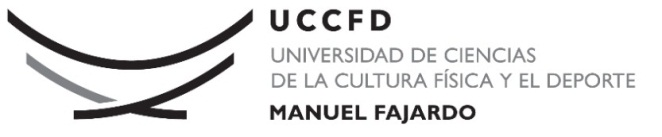 UCCFD
UNIVERSIDAD DE CIENCIAS
DE LA CULTURA FÍSICA Y EL DEPORTE
MANUEL FAJARDO